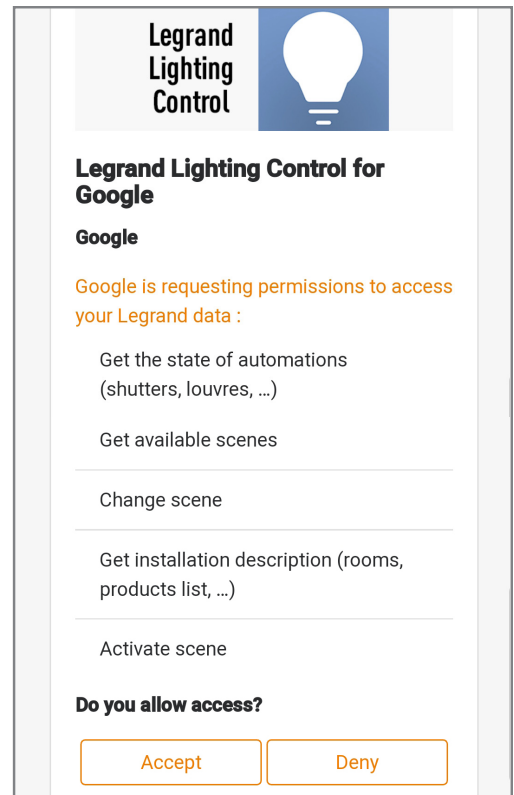 Legrand
Lighting
Control
Legrand Lighting Control for
Google
Google
Google is requesting permissions to access
your Legrand data :
Get the state of automations
(shutters, louvres, ...)
Get available scenes
Change scene
Get installation description (rooms,
products list, ...)
Activate scene
Do you allow access?
Accept Deny